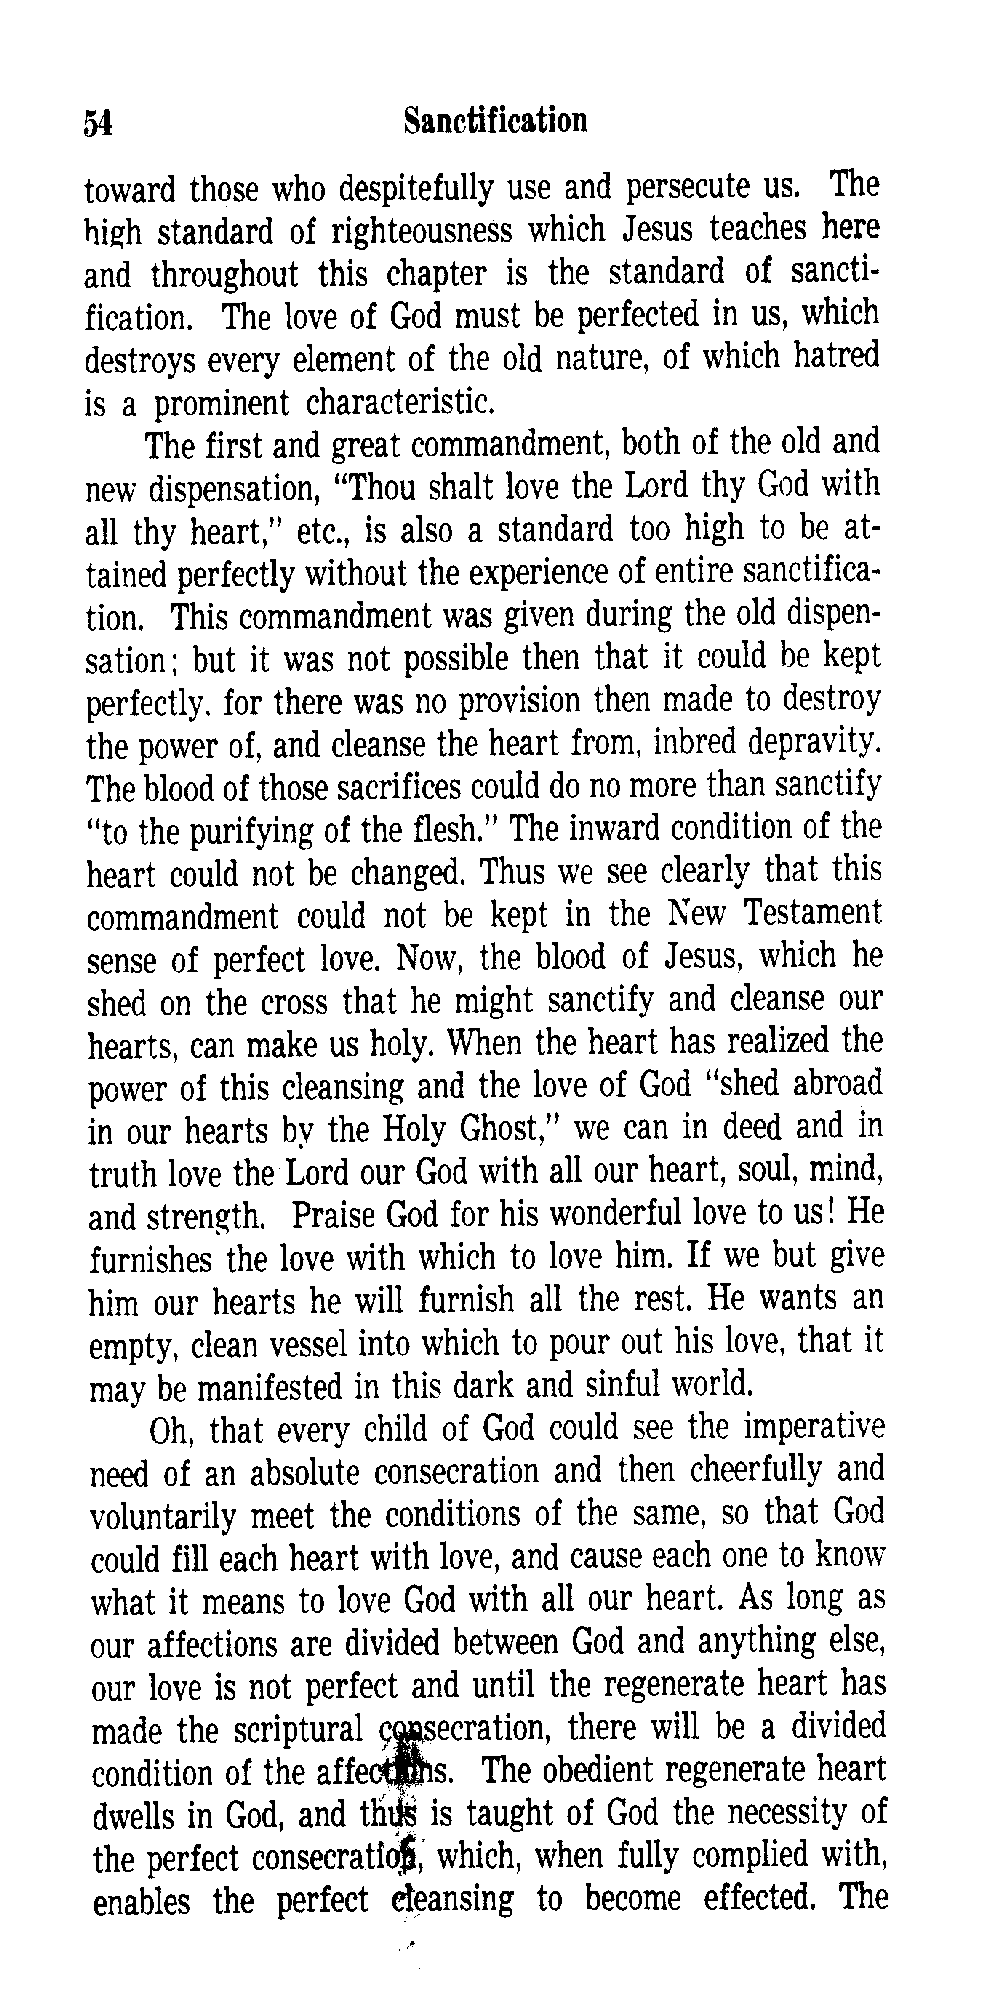 54 Sanctification
toward those who despitefully use and persecute us. The
high standard of righteousness which Jesus teaches here
and throughout this chapter is the standard of sancti-
fication. The love of God must be perfected in us, which
destroys every element of the old nature, of which hatred
is a prominent characteristic.
The first and great commandment, both of the old and
new dispensation, “Thou shalt love the Lord thy God with
all thy heart,” etc., is also a standard too high to be at-
tained perfectly without the experience of entire sanctifica-
tion. This commandment was given during the old dispen-
sation; but it was not possible then that it could be kept
perfectly. for there was no provision then made to destroy
the power of, and cleanse the heart from, inbred depravity.
The blood of those sacrifices could do no more than sanctify
“to the purifying of the flesh.” The inward condition of the
heart could not be changed. Thus we see clearly that this
commandment could not be kept in the New Testament
sense of perfect love. Now, the blood of Jesus, which he
shed on the cross that he might sanctify and cleanse our
hearts, can make us holy. When the heart has realized the
power of this cleansing and the love of God “shed abroad
in our hearts by the Holy Ghost,” we can in deed and in
truth love the Lord our God with all our heart, soul, mind,
and strength. Praise God for his wonderful love to us! He
furnishes the love with which to love him. If we but give
him our hearts he will furnish all the rest. He wants an
empty, clean vessel into which to pour out his love, that it
may be manifested in this dark and sinful world.
Oh, that every child of God could see the imperative
need of an absolute consecration and then cheerfully and
voluntarily meet the conditions of the same, so that God
could fill each heart with love, and cause each one to know
what it means to love God with all our heart. As long as
our affections are divided between God and anything else,
our love is not perfect and until the regenerate heart has
made the scriptural consecration, there will be a divided
condition of the affections. The obedient regenerate heart
dwells in God, and thus is taught of God the necessity of
the perfect consecration, which, when fully complied with,
enables the perfect cleansing to become effected. The